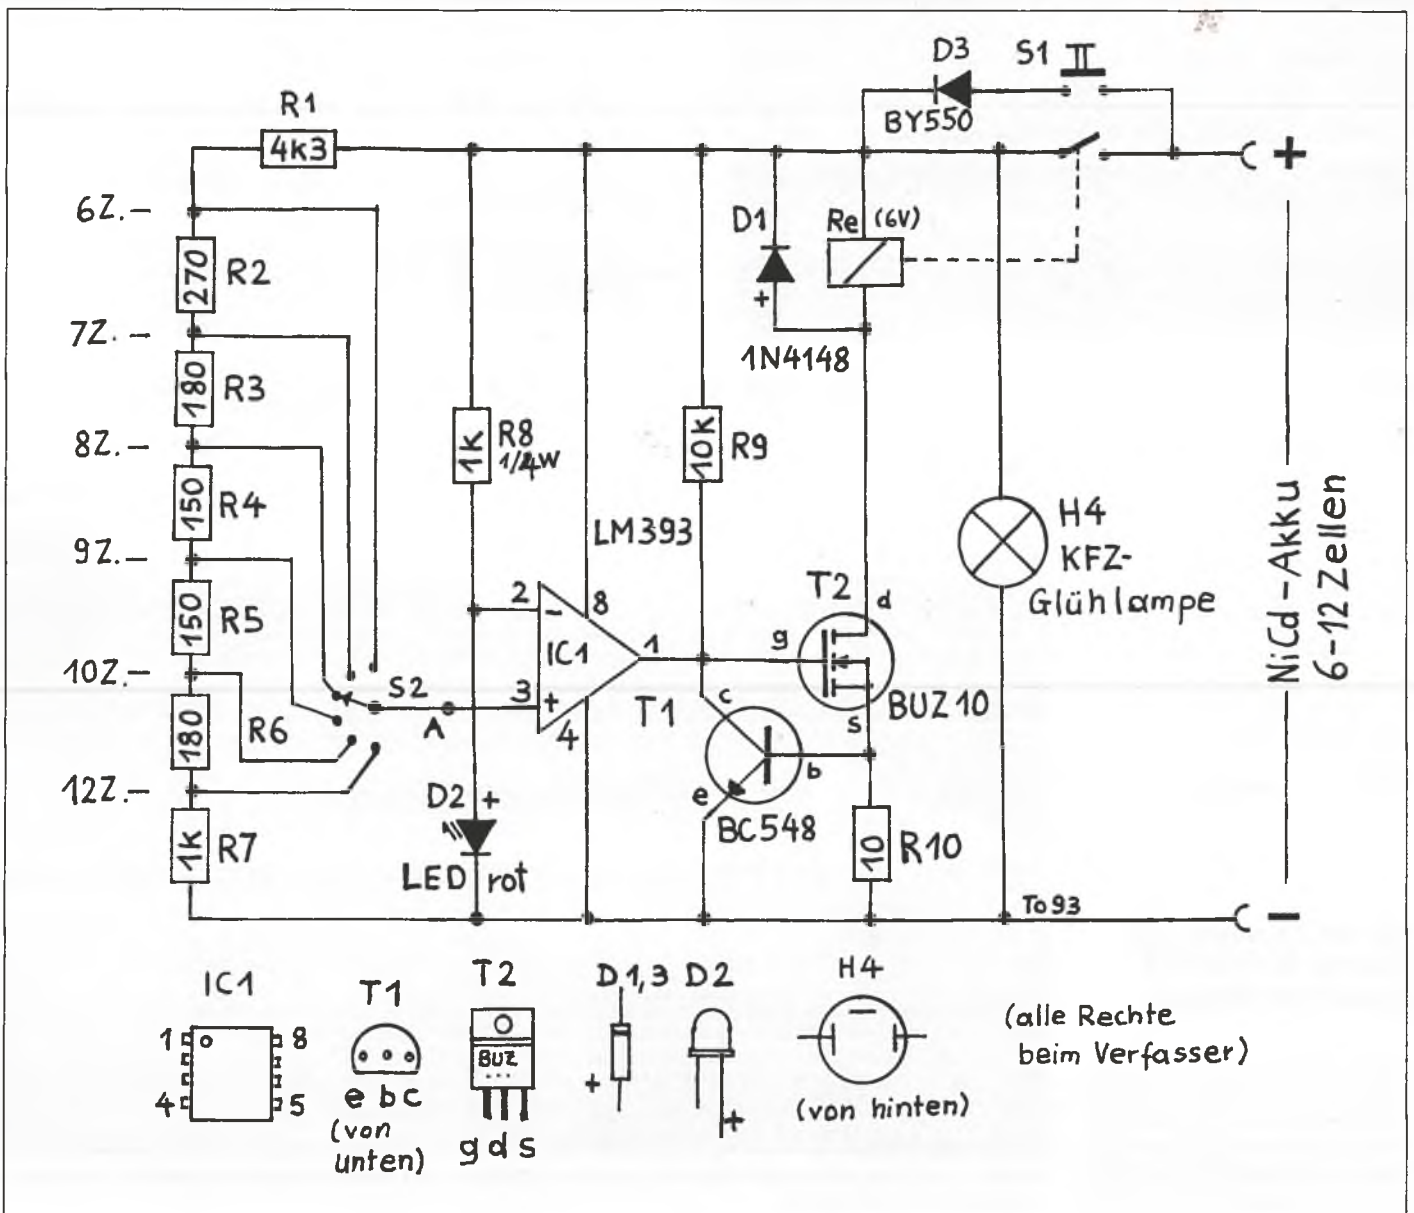 D3
S1
BY550
R1
4k3
+
6Z.–
270
R2
D1
+
1N4148
Re (6V)
7Z.–
180
R3
8Z.–
150
R4
1k
R8
1/4W
10k
R9
LM393
9Z.–
150
R5
2
–
8
IC1
1
3
+
4
T2
d
g
s
BUZ10
H4
KFZ-
Glühlampe
NiCd-Akku
6-12 Zellen
10Z.–
180
R6
S2
A
T1
c
b
e
BC548
12Z.–
1k
R7
D2 +
LED rot
10
R10
To93
–
IC1
1
8
4
5
T1
e b c
(von
unten)
T2
BUZ
...
g d s
D1,3
+
D2
+
H4
(von hinten)
(alle Rechte
beim Verfasser)